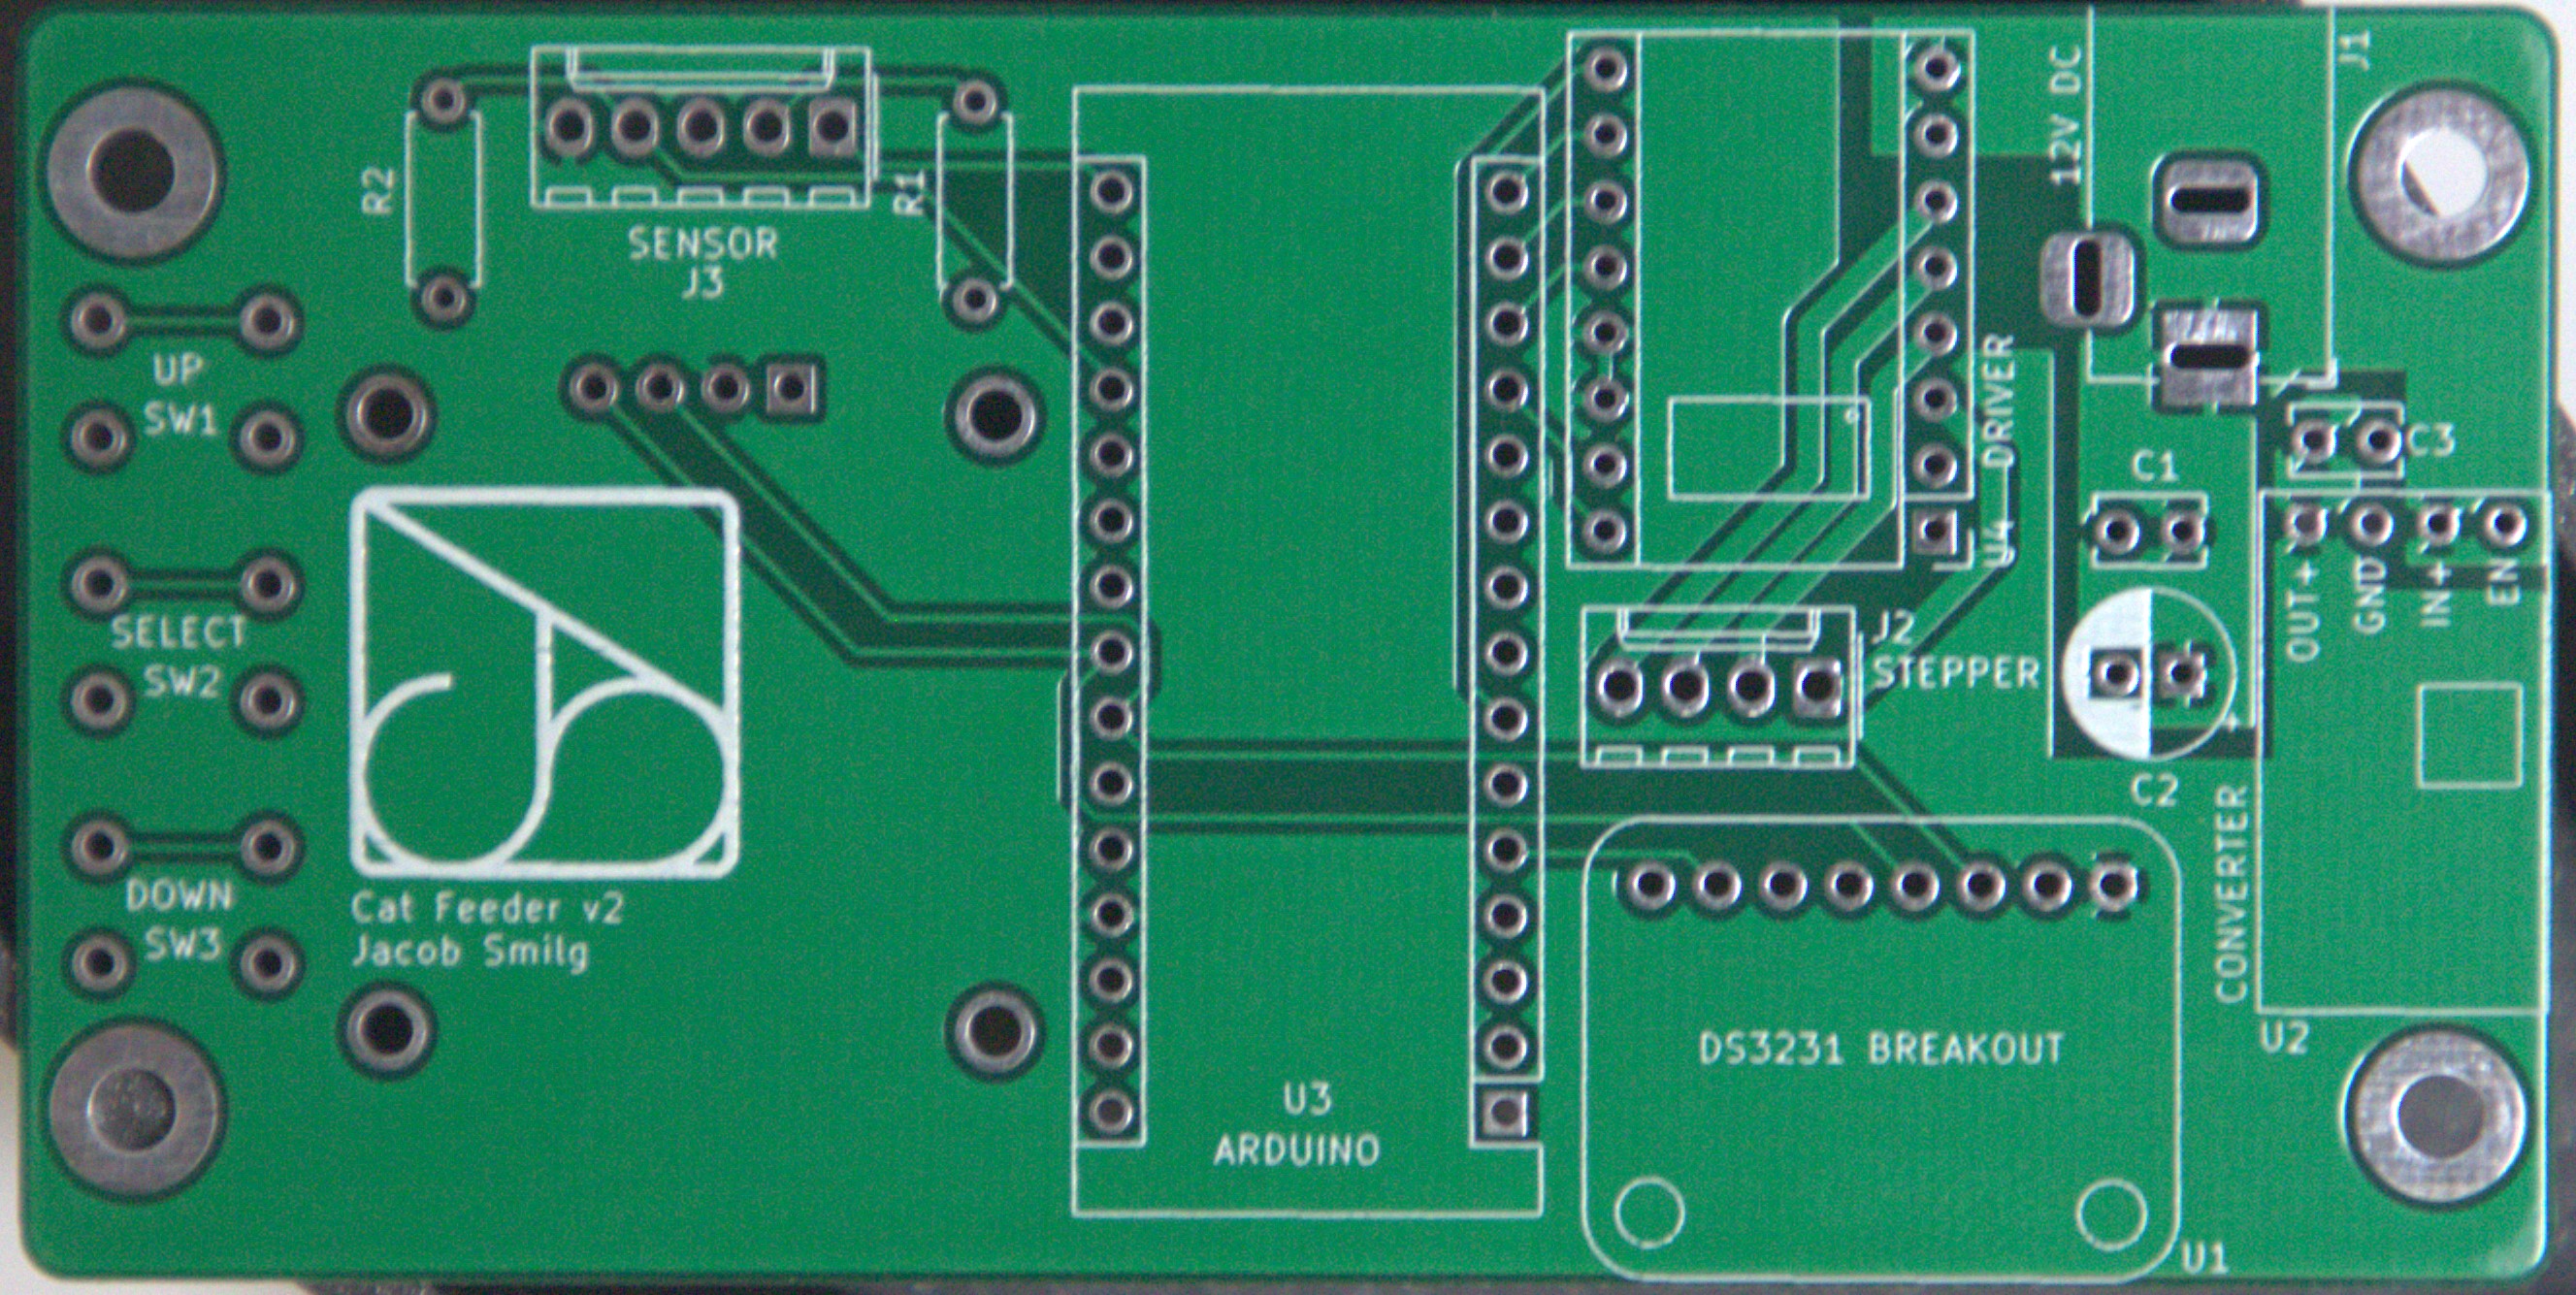 R2
SENSOR
J3
R1
UP
SW1
SELECT
SW2
DOWN
SW3
Cat Feeder v2
Jacob Smilg
U3
ARDUINO
U4 DRIVER
J2
STEPPER
12V DC
J1
C3
C1
OUT+
GND
IN+
EN
+
C2
CONVERTER
U2
DS3231 BREAKOUT
U1